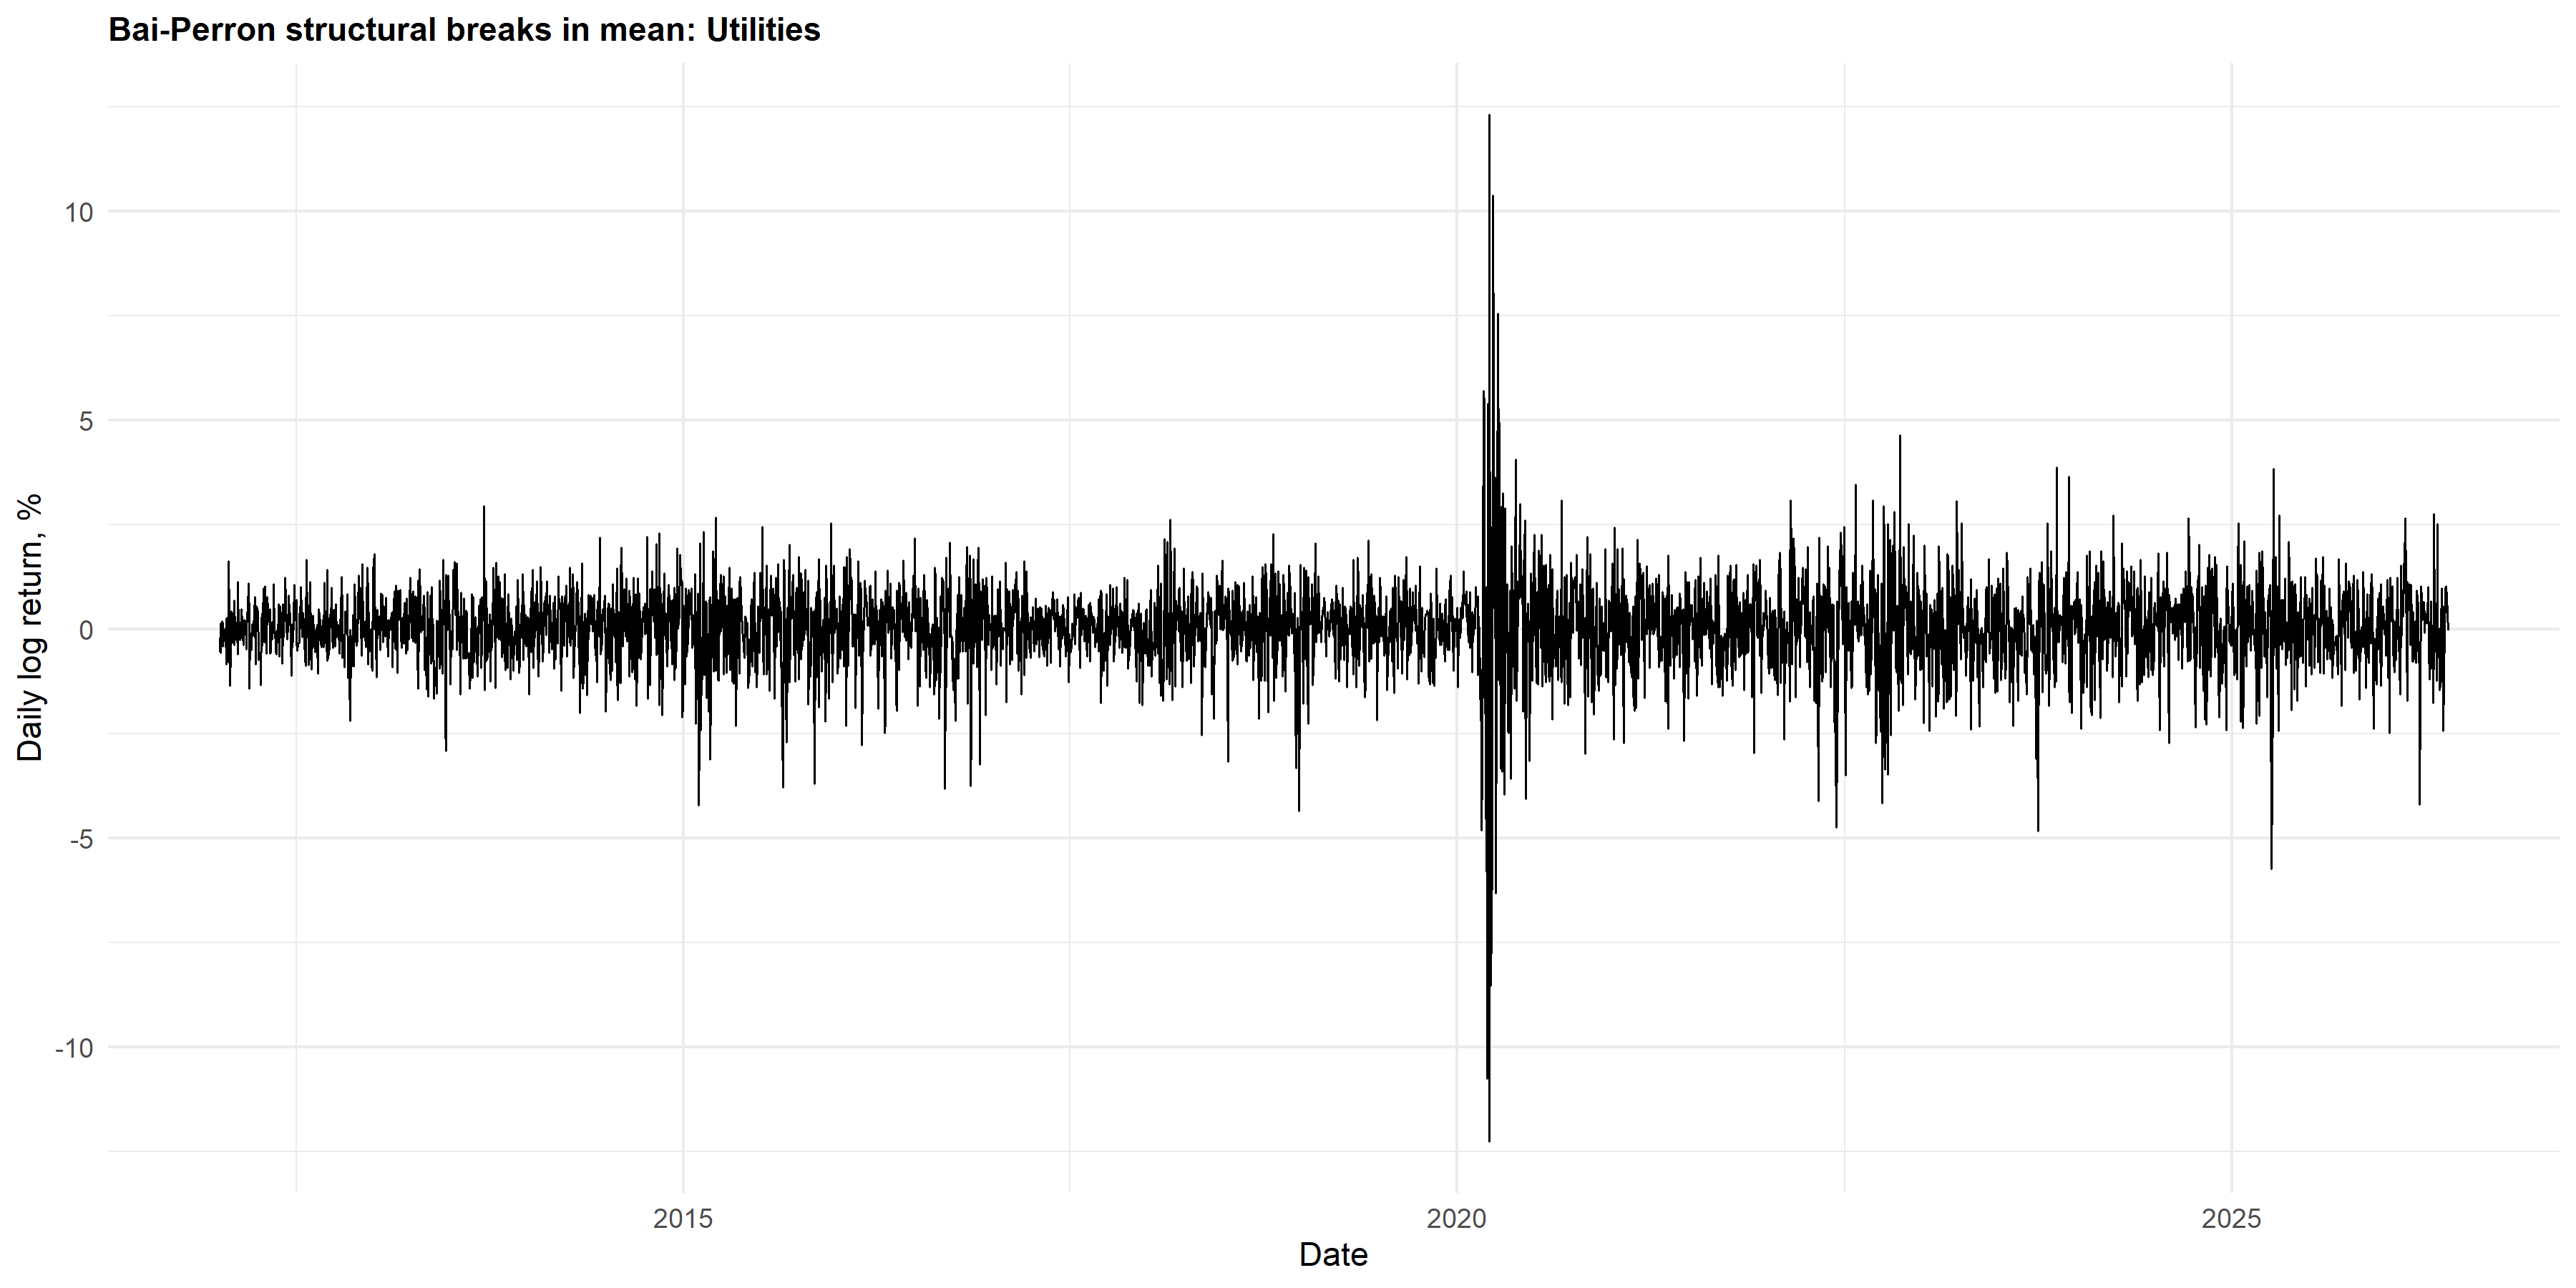 Bai-Perron structural breaks in mean: Utilities
Daily log return, %
10
5
0
-5
-10
2015
2020
2025
Date